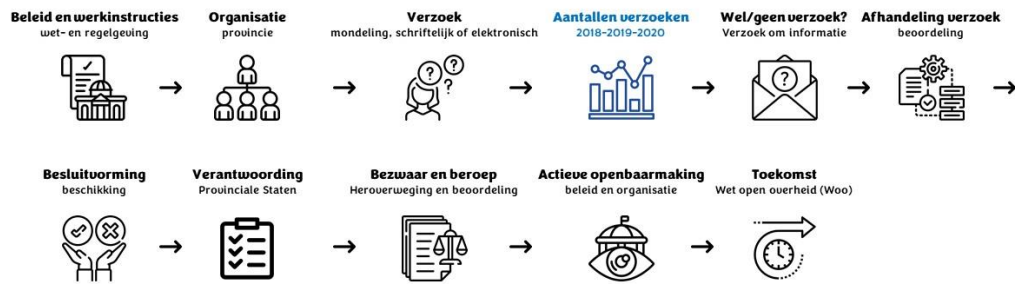 Beleid en werkinstructies
wet- en regelgeving
Organisatie
provincie
Verzoek
mondeling, schriftelijk of elektronisch
Aantallen verzoeken
2018-2019-2020
Wel/geen verzoek?
Verzoek om informatie
Afhandeling verzoek
beoordeling
Besluitvorming
beschikking
Verantwoording
Provinciale Staten
Bezwaar en beroep
Heroverweging en beoordeling
Actieve openbaarmaking
beleid en organisatie
Toekomst
Wet open overheid (Woo)